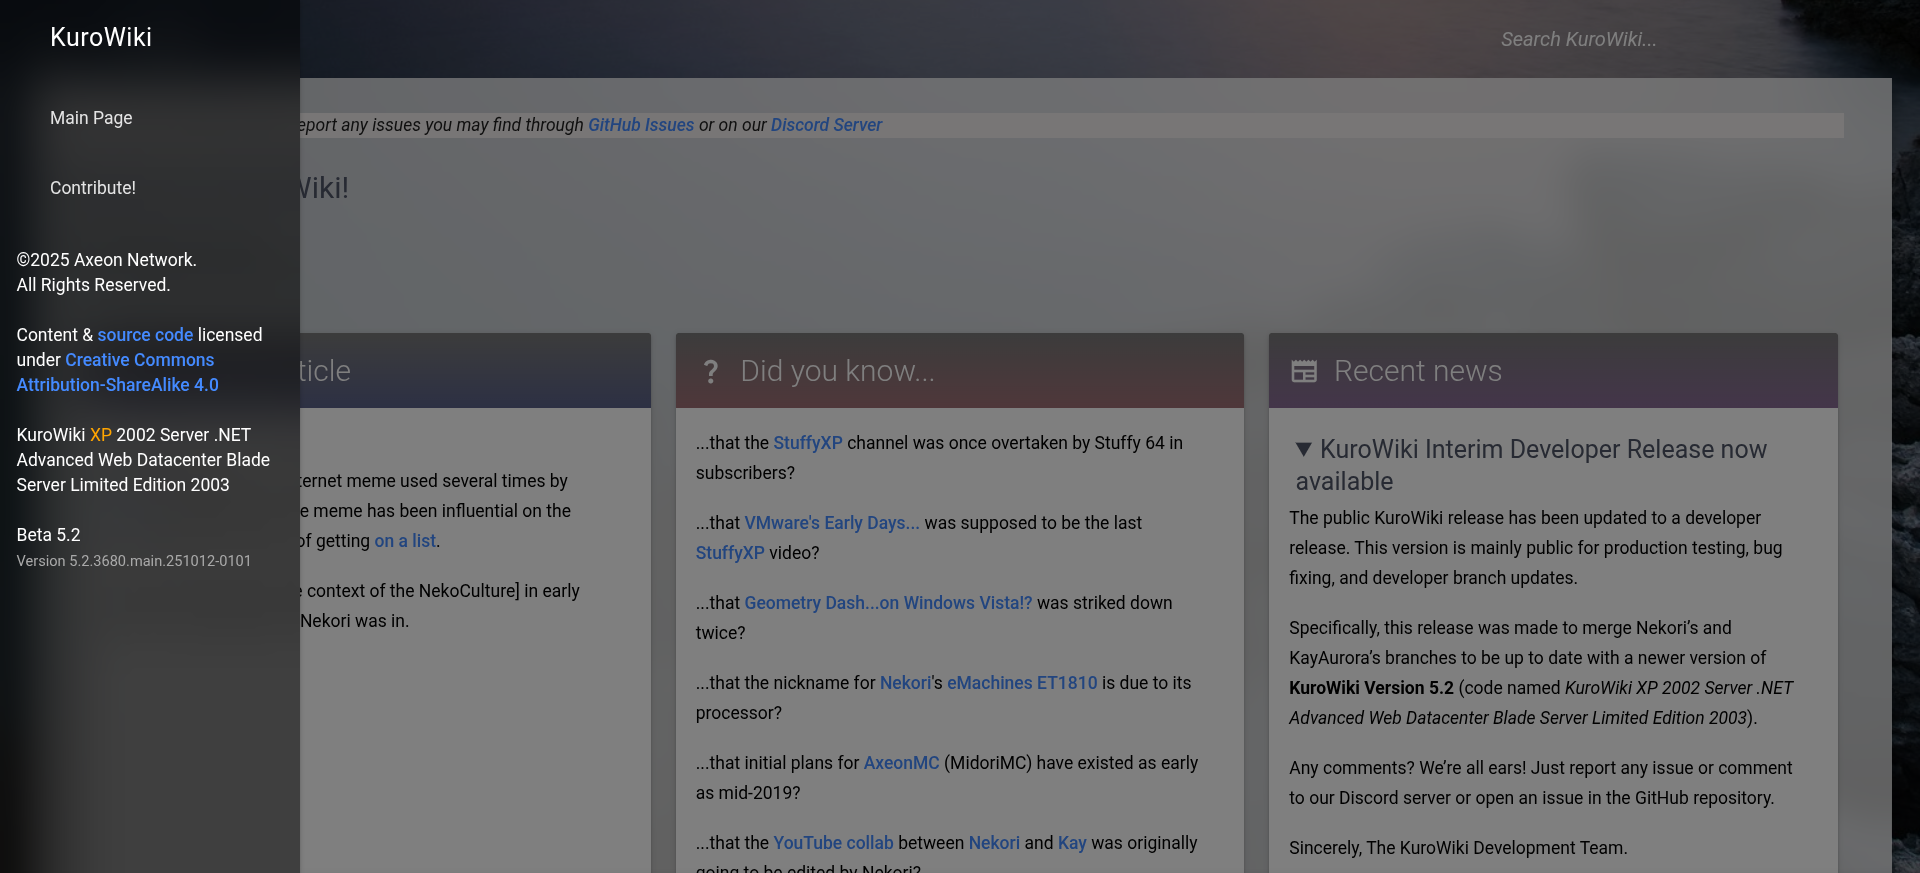 KuroWiki
Search KuroWiki...
Main Page
Contribute!
©2025 Axeon Network.
All Rights Reserved.
Content & source code licensed
under Creative Commons
Attribution-ShareAlike 4.0
KuroWiki XP 2002 Server .NET
Advanced Web Datacenter Blade
Server Limited Edition 2003
Beta 5.2
Version 5.2.3680.main.251012-0101
eport any issues you may find through GitHub Issues or on our Discord Server
Wiki!
ticle
ternet meme used several times by
e meme has been influential on the
of getting on a list.
e context of the NekoCulture] in early
Nekori was in.
? Did you know...
...that the StuffyXP channel was once overtaken by Stuffy 64 in
subscribers?
...that VMware's Early Days... was supposed to be the last
StuffyXP video?
...that Geometry Dash...on Windows Vista!? was striked down
twice?
...that the nickname for Nekori's eMachines ET1810 is due to its
processor?
...that initial plans for AxeonMC (MidoriMC) have existed as early
as mid-2019?
...that the YouTube collab between Nekori and Kay was originally
going to be edited by Nekori?
Recent news
▼ KuroWiki Interim Developer Release now
available
The public KuroWiki release has been updated to a developer
release. This version is mainly public for production testing, bug
fixing, and developer branch updates.
Specifically, this release was made to merge Nekori's and
KayAurora's branches to be up to date with a newer version of
KuroWiki Version 5.2 (code named KuroWiki XP 2002 Server .NET
Advanced Web Datacenter Blade Server Limited Edition 2003).
Any comments? We're all ears! Just report any issue or comment
to our Discord server or open an issue in the GitHub repository.
Sincerely, The KuroWiki Development Team.